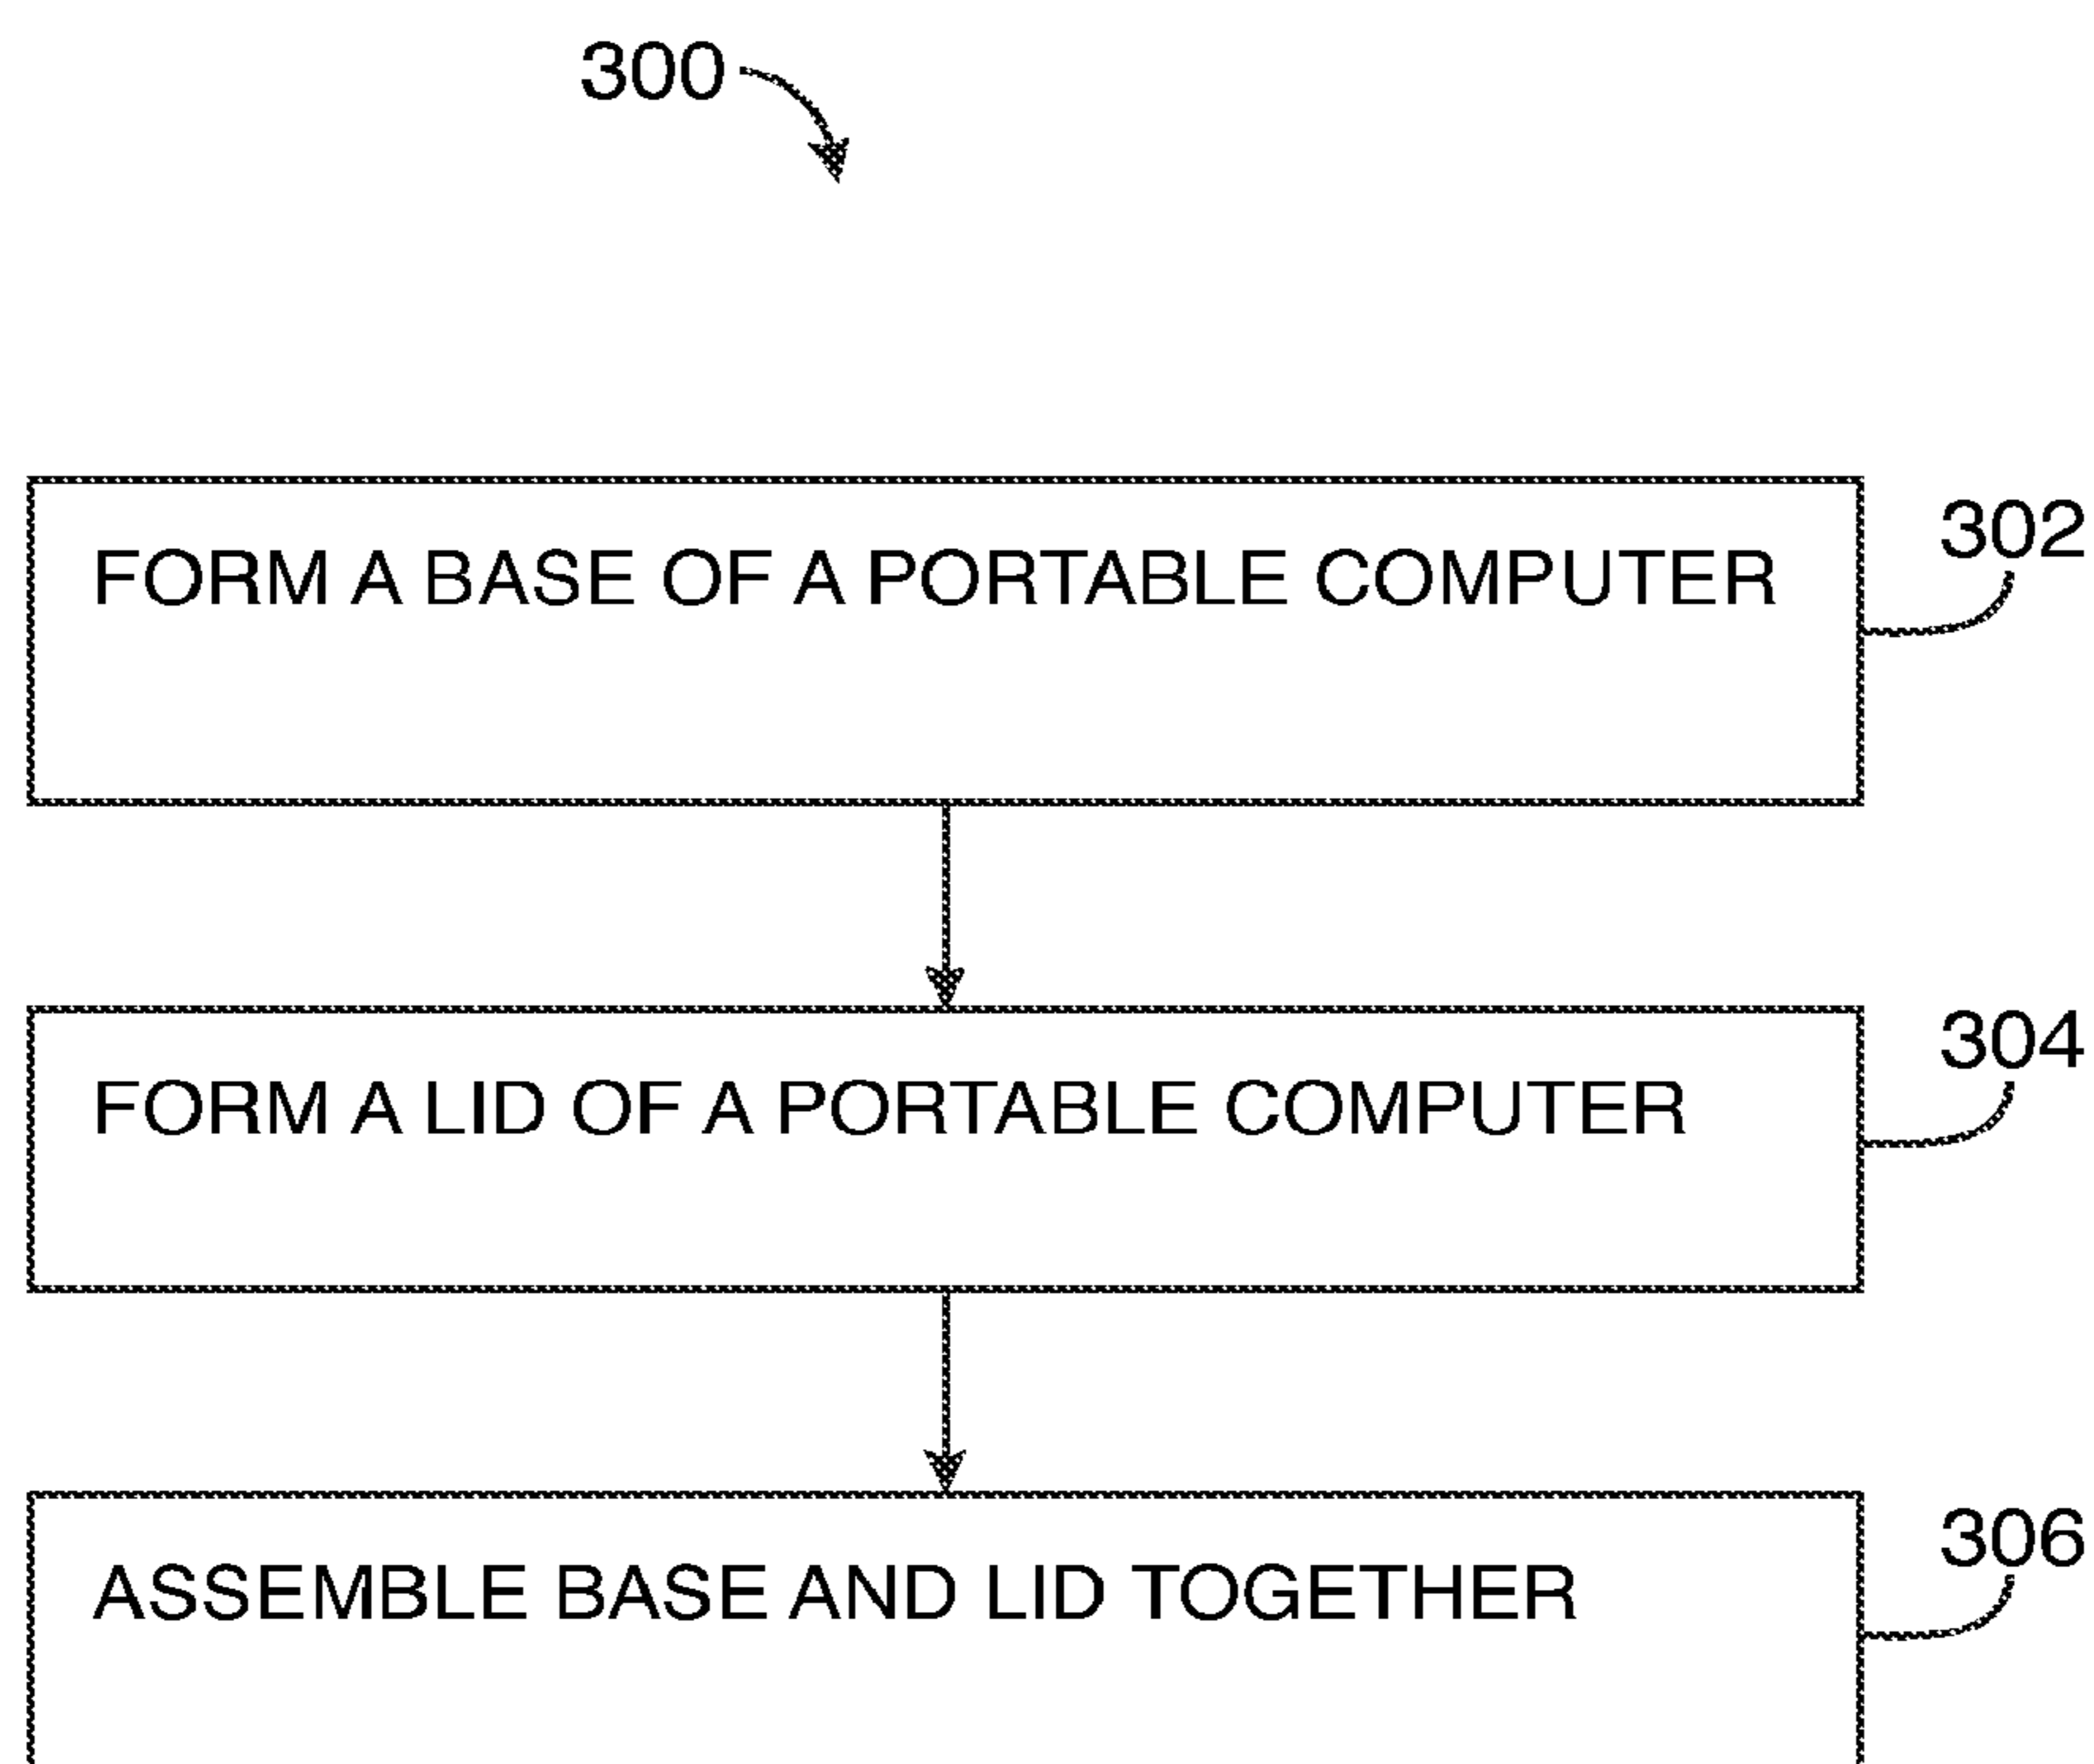 300
302
FORM A BASE OF A PORTABLE COMPUTER
304
FORM A LID OF A PORTABLE COMPUTER
306
ASSEMBLE BASE AND LID TOGETHER